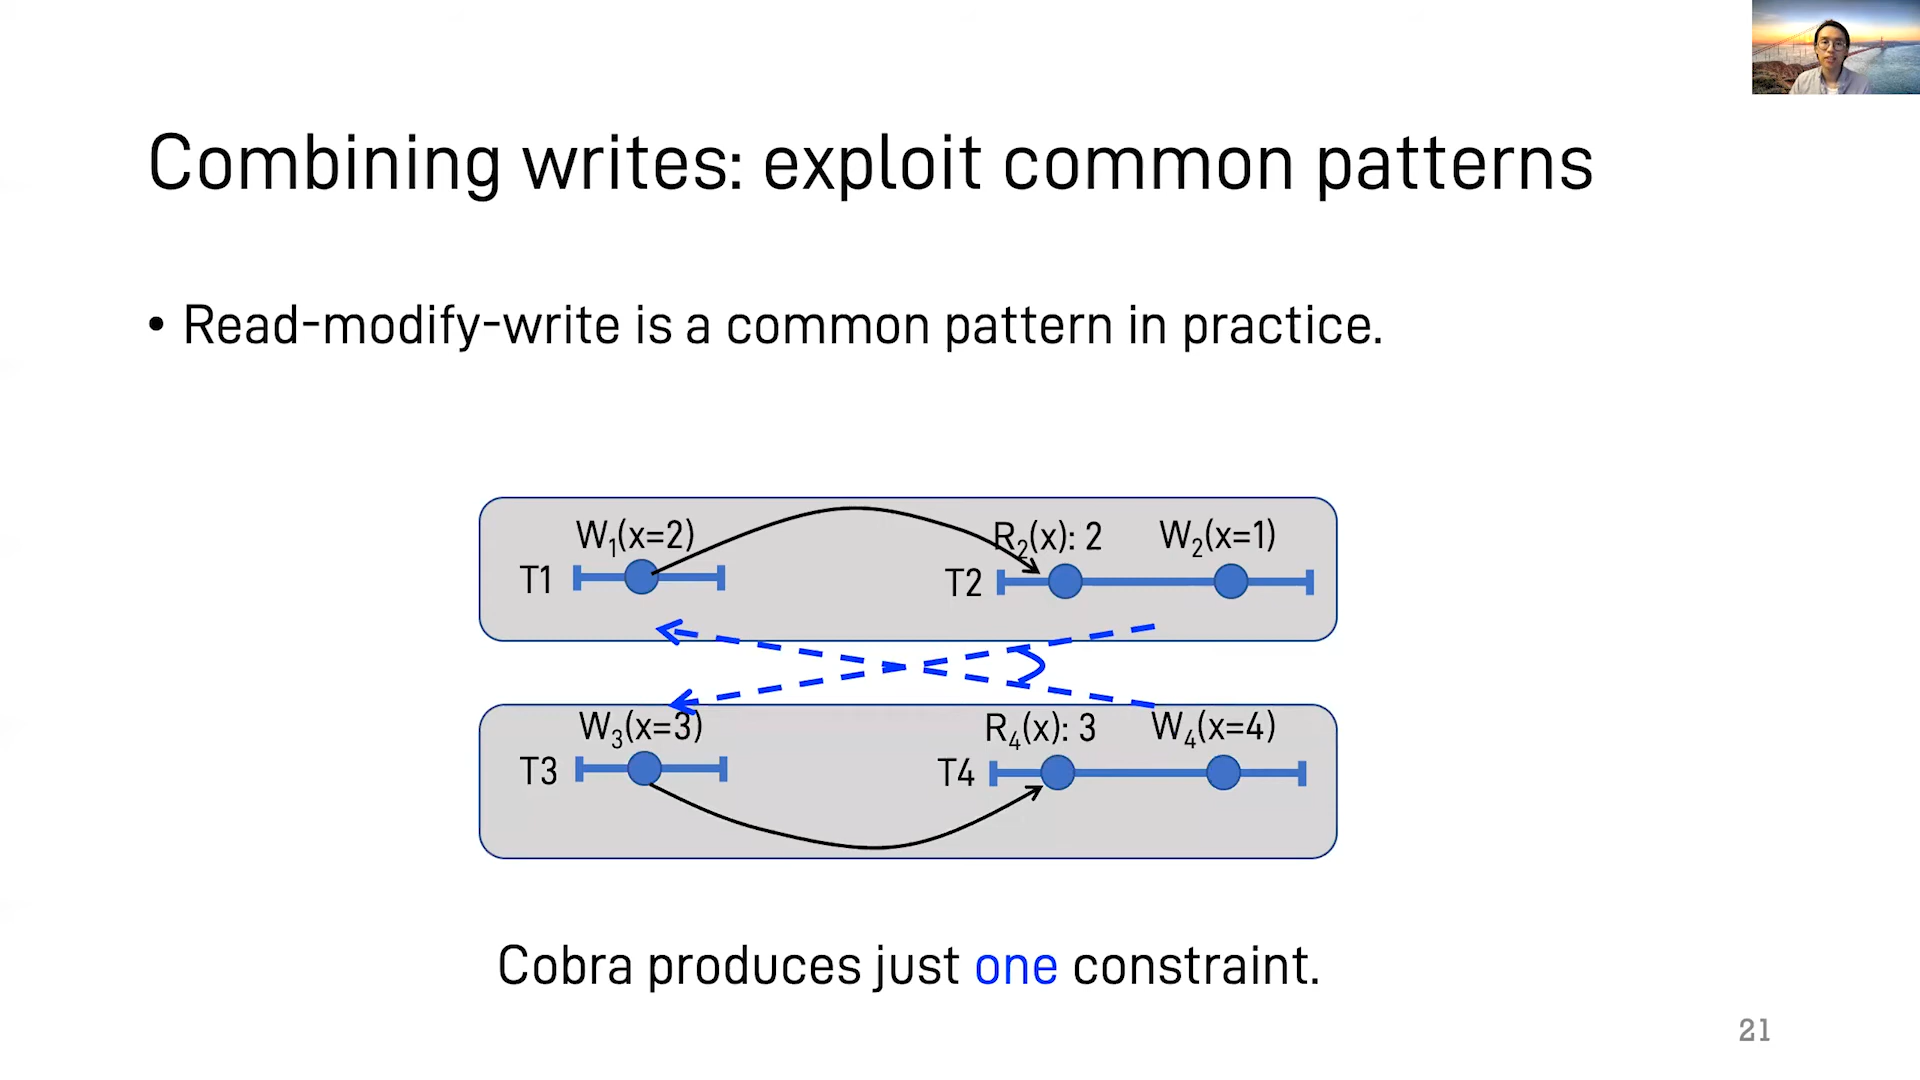 Combining writes: exploit common patterns
• Read-modify-write is a common pattern in practice.
W₁(x=2) R₂(x): 2 W₂(x=1)
T1 T2
W₃(x=3) R₄(x): 3 W₄(x=4)
T3 T4
Cobra produces just one constraint.
21